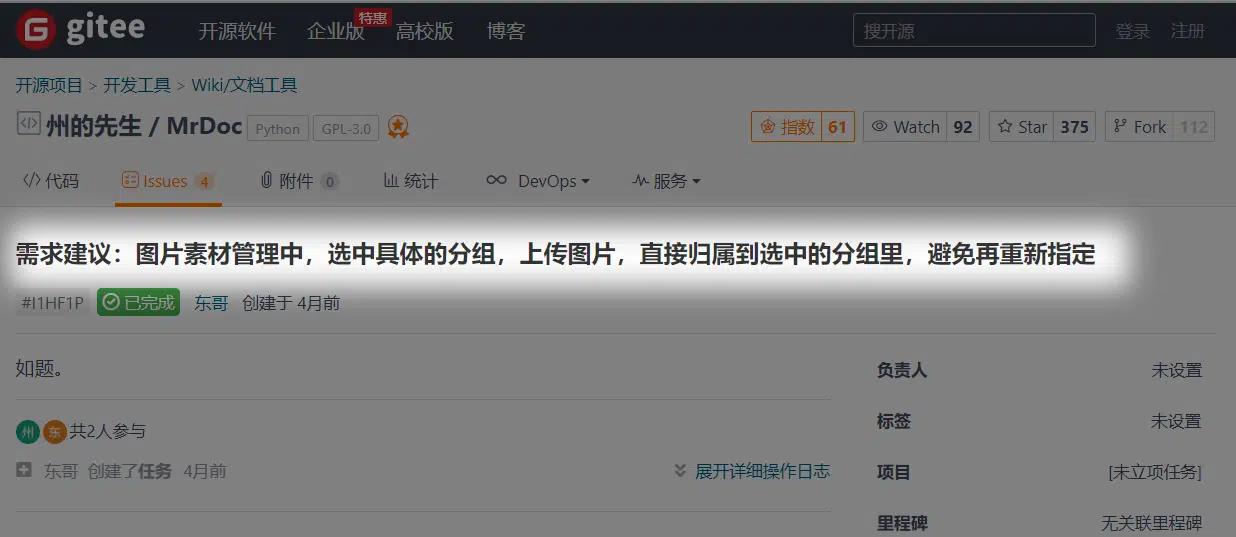 gitee 开源软件 企业版 特惠 高校版 博客 搜开源 登录 注册
开源项目 > 开发工具 > Wiki/文档工具
州的先生 / MrDoc Python GPL-3.0 指数 61 Watch 92 Star 375 Fork 112
代码 Issues 4 附件 0 统计 DevOps 服务
需求建议：图片素材管理中，选中具体的分组，上传图片，直接归属到选中的分组里，避免再重新指定
#I1HF1P 已完成 东哥 创建于 4月前
如题。
州 东 共2人参与
东哥 创建了任务 4月前 展开详细操作日志
负责人 未设置
标签 未设置
项目 [未立项任务]
里程碑 无关联里程碑